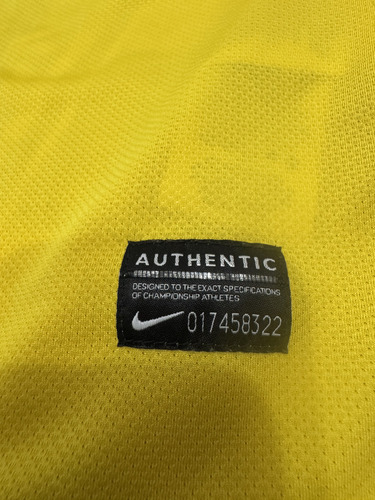 AUTHENTIC
DESIGNED TO THE EXACT SPECIFICATIONS
OF CHAMPIONSHIP ATHLETES
017458322